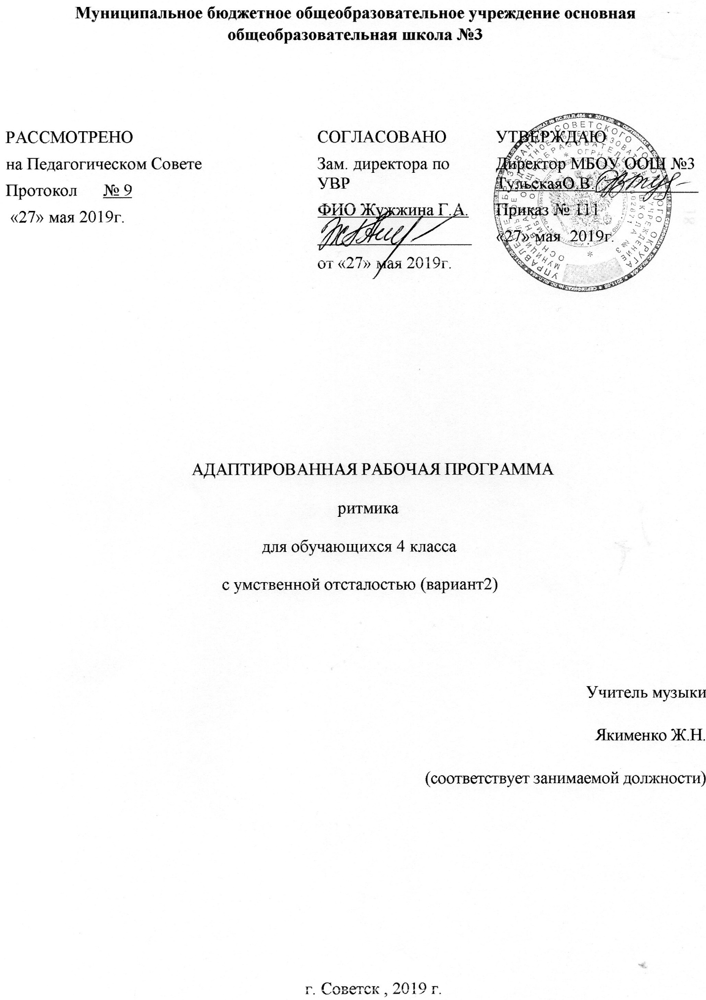 Муниципальное бюджетное общеобразовательное учреждение основная
общеобразовательная школа №3
РАССМОТРЕНО
на Педагогическом Совете
Протокол № 9
«27» мая 2019г.
СОГЛАСОВАНО
Зам. директора по
УВР
ФИО Жужжина Г.А.
от «27» мая 2019г.
УТВЕРЖДАЮ
Директор МБОУ ООШ №3
ТульскаяО.В.
Приказ № 111
«27» мая 2019г.
АДАПТИРОВАННАЯ РАБОЧАЯ ПРОГРАММА
ритмика
для обучающихся 4 класса
с умственной отсталостью (вариант2)
Учитель музыки
Якименко Ж.Н.
(соответствует занимаемой должности)
г. Советск , 2019 г.